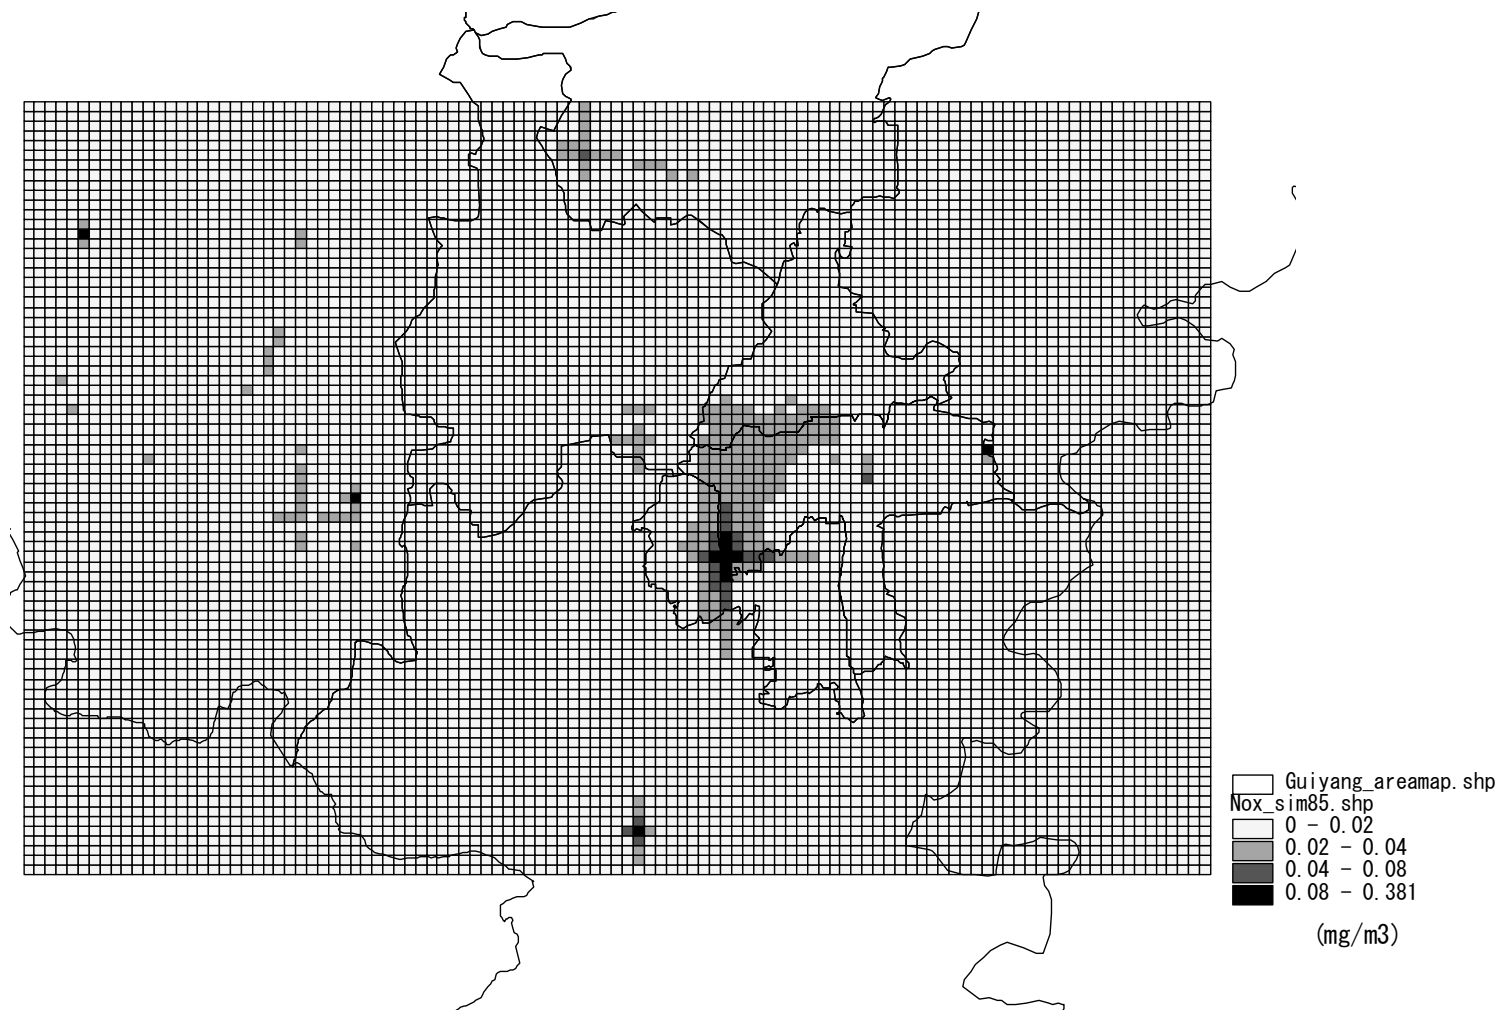 Guiyang_areamap.shp
Nox_sim85.shp
0 - 0.02
0.02 - 0.04
0.04 - 0.08
0.08 - 0.381
(mg/m3)